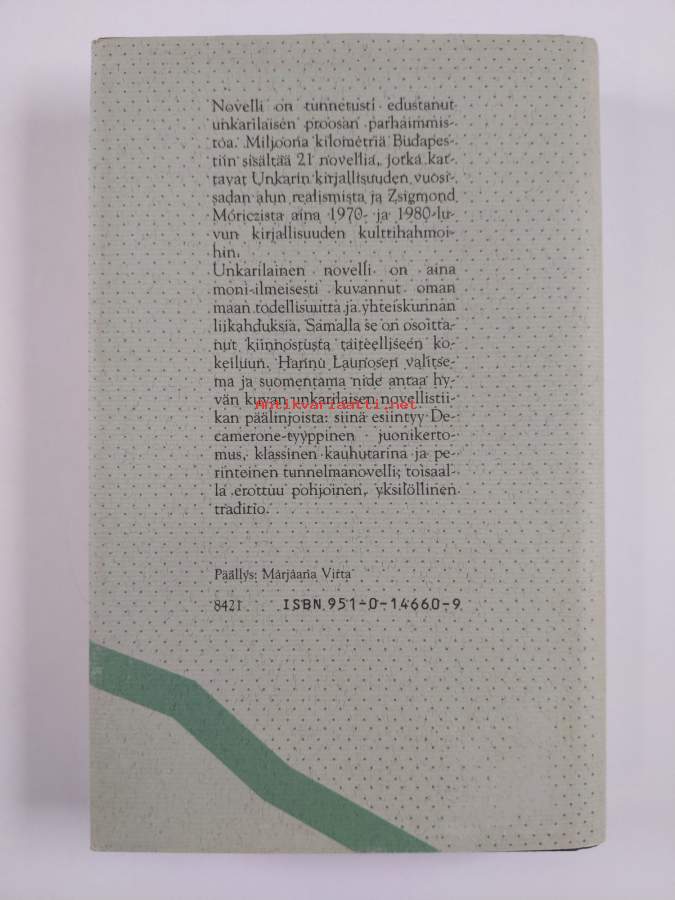 Novelli on tunnetusti edustanut
unkarilaisen proosan parhaimmis-
toa. Miljoona kilometriä Budapes-
tiin sisältää 21 novellia, jotka kat-
tavat Unkarin kirjallisuuden vuosi-
sadan alun realismista ja Zsigmond
Móriczista aina 1970- ja 1980-lu-
vun kirjallisuuden kulttihahmoi-
hin.
Unkarilainen novelli on aina
moni-ilmeisesti kuvannut oman
maan todellisuutta ja yhteiskunnan
liikahduksia. Samalla se on osoitta-
nut kiinnostusta taiteelliseen ko-
keiluun. Hannu Launosen valitse-
ma ja suomentama nide antaa hy-
vän kuvan unkarilaisen novellistii-
Antikvariaatti.net
kan päälinjoista: siinä esiintyy De-
camerone-tyyppinen juonikerto-
mus, klassinen kauhutarina ja pe-
rinteinen tunnelmanovelli; toisaal-
la erottuu pohjoinen, yksilöllinen
traditio.
Päällys: Marjaana Virta
8421 ISBN 951-0-14660-9